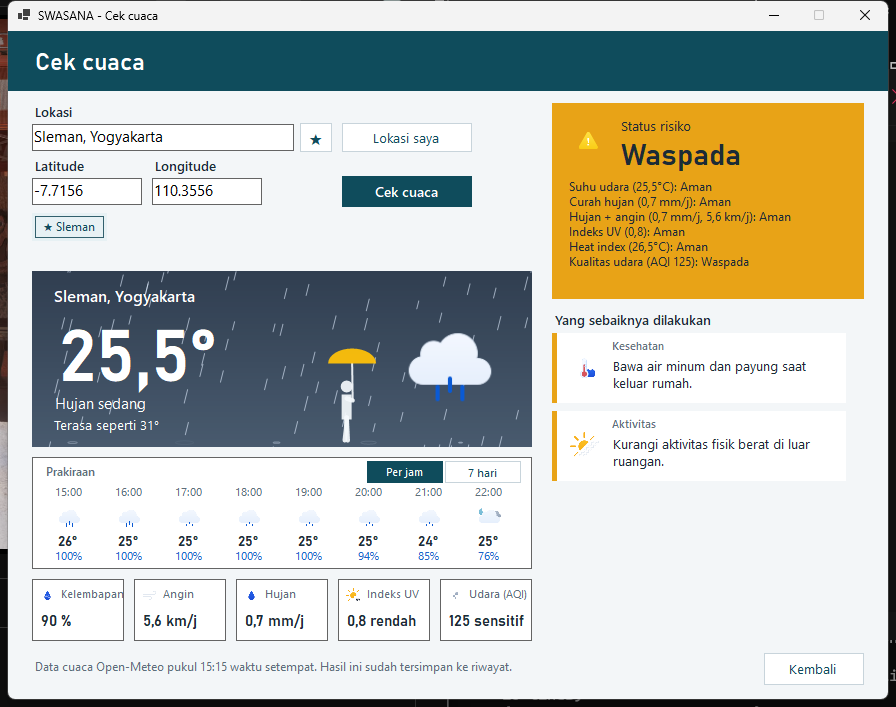 SWASANA - Cek cuaca
Cek cuaca
Lokasi
Sleman, Yogyakarta
★
Lokasi saya
Latitude
Longitude
-7.7156
110.3556
Cek cuaca
★ Sleman
Sleman, Yogyakarta
25,5°
Hujan sedang
Terasa seperti 31°
Prakiraan
Per jam
7 hari
15:00 16:00 17:00 18:00 19:00 20:00 21:00 22:00
26° 25° 25° 25° 25° 25° 24° 25°
100% 100% 100% 100% 100% 94% 85% 76%
Kelembapan
90 %
Angin
5,6 km/j
Hujan
0,7 mm/j
Indeks UV
0,8 rendah
Udara (AQI)
125 sensitif
Data cuaca Open-Meteo pukul 15:15 waktu setempat. Hasil ini sudah tersimpan ke riwayat.
Status risiko
Waspada
Suhu udara (25,5°C): Aman
Curah hujan (0,7 mm/j): Aman
Hujan + angin (0,7 mm/j, 5,6 km/j): Aman
Indeks UV (0,8): Aman
Heat index (26,5°C): Aman
Kualitas udara (AQI 125): Waspada
Yang sebaiknya dilakukan
Kesehatan
Bawa air minum dan payung saat
keluar rumah.
Aktivitas
Kurangi aktivitas fisik berat di luar
ruangan.
Kembali